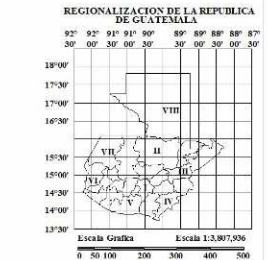 REGIONALIZACION DE LA REPUBLICA
DE GUATEMALA
92° 92° 91° 91° 90° 89° 89° 88° 88° 87°
30' 00' 30' 00' 30' 30' 00' 30' 00' 30'
18°00'
17°30'
17°00'
16°30'
VIII
15°30'
VII
II
15°00'
III
14°30'
VI
I
14°00'
V
IV
13°30'
Escala Grafica Escala 1:3,807,936
0 50 100 200 300 400 500